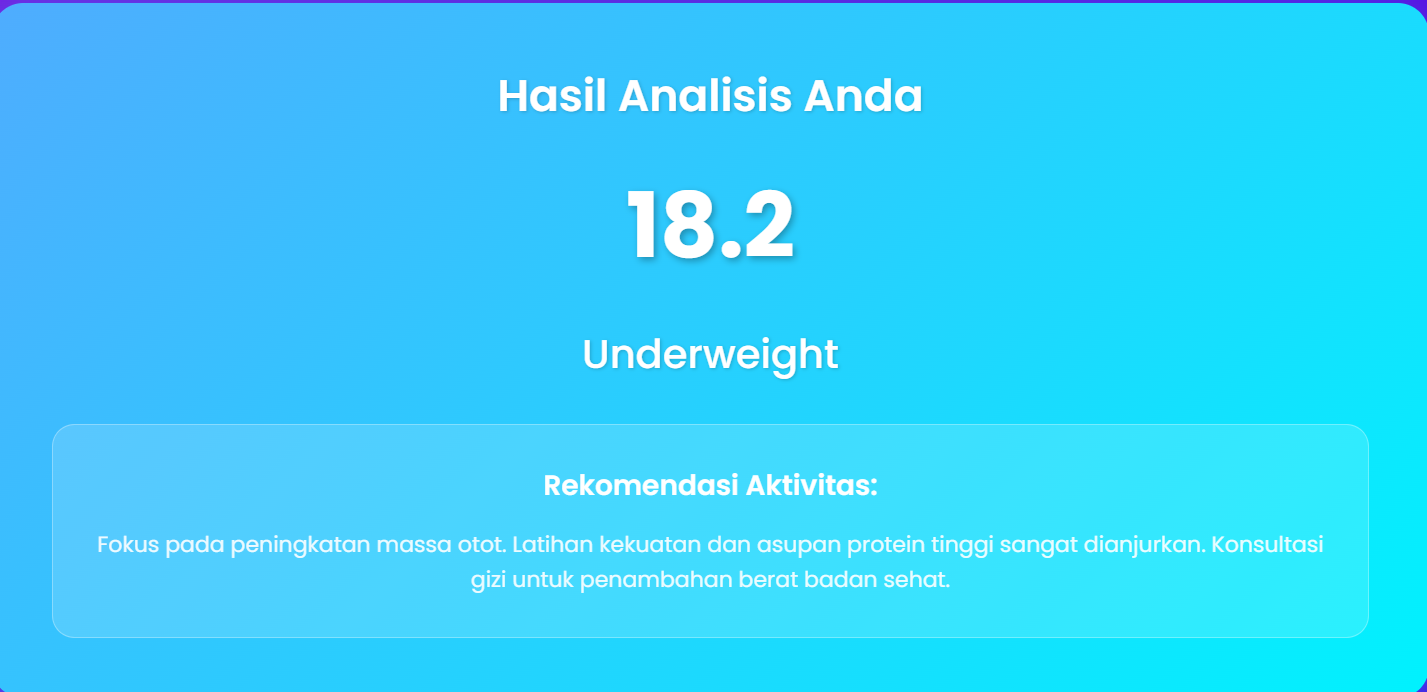 Hasil Analisis Anda
18.2
Underweight
Rekomendasi Aktivitas:
Fokus pada peningkatan massa otot. Latihan kekuatan dan asupan protein tinggi sangat dianjurkan. Konsultasi
gizi untuk penambahan berat badan sehat.